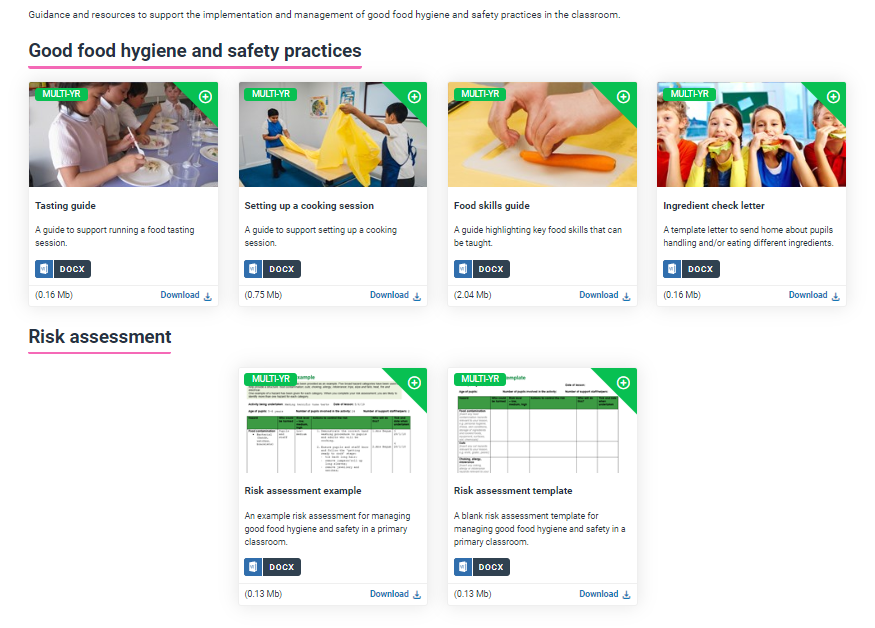 Guidance and resources to support the implementation and management of good food hygiene and safety practices in the classroom.
Good food hygiene and safety practices
MULTI-YR
MULTI-YR
MULTI-YR
MULTI-YR
Tasting guide
A guide to support running a food tasting
session.
DOCX
(0.16 Mb)
Download
Setting up a cooking session
A guide to support setting up a cooking
session.
DOCX
(0.75 Mb)
Download
Food skills guide
A guide highlighting key food skills that can
be taught.
DOCX
(2.04 Mb)
Download
Ingredient check letter
A template letter to send home about pupils
handling and/or eating different ingredients.
DOCX
(0.16 Mb)
Download
Risk assessment
MULTI-YR
Risk assessment example
An example risk assessment for managing
good food hygiene and safety in a primary
classroom.
DOCX
(0.13 Mb)
Download
MULTI-YR
Risk assessment template
A blank risk assessment template for
managing good food hygiene and safety in a
primary classroom.
DOCX
(0.13 Mb)
Download